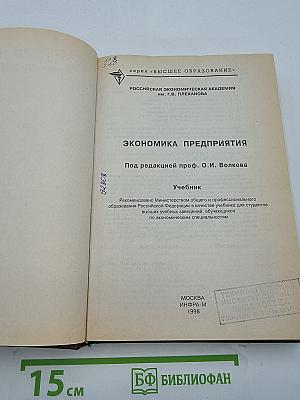 серия «ВЫСШЕЕ ОБРАЗОВАНИЕ»
РОССИЙСКАЯ ЭКОНОМИЧЕСКАЯ АКАДЕМИЯ
им. Г.В. ПЛЕХАНОВА
ЭКОНОМИКА ПРЕДПРИЯТИЯ
Под редакцией проф. О.И. Волкова
Учебник
Рекомендовано Министерством общего и профессионального
образования Российской Федерации в качестве учебника для студентов
высших учебных заведений, обучающихся
по экономическим специальностям
МОСКВА
ИНФРА-М
1998
15 см
БФ БИБЛИОФАН